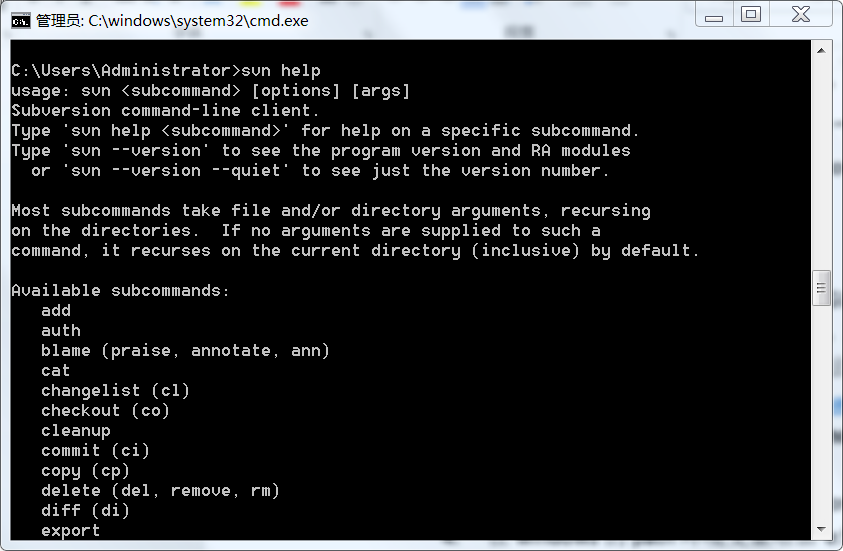 管理员: C:\windows\system32\cmd.exe
C:\Users\Administrator>svn help
usage: svn <subcommand> [options] [args]
Subversion command-line client.
Type 'svn help <subcommand>' for help on a specific subcommand.
Type 'svn --version' to see the program version and RA modules
  or 'svn --version --quiet' to see just the version number.

Most subcommands take file and/or directory arguments, recursing
on the directories.  If no arguments are supplied to such a
command, it recurses on the current directory (inclusive) by default.

Available subcommands:
   add
   auth
   blame (praise, annotate, ann)
   cat
   changelist (cl)
   checkout (co)
   cleanup
   commit (ci)
   copy (cp)
   delete (del, remove, rm)
   diff (di)
   export